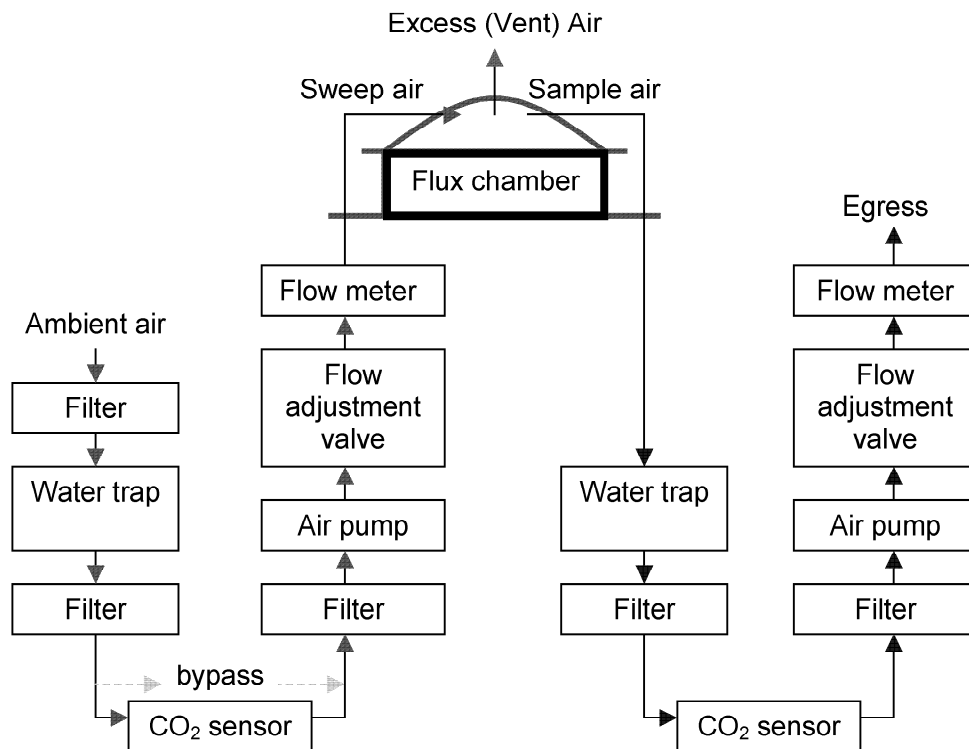 Excess (Vent) Air
Sweep air
Sample air
Flux chamber
Egress
Flow meter
Flow meter
Ambient air
Flow
adjustment
valve
Flow
adjustment
valve
Filter
Water trap
Water trap
Air pump
Air pump
Filter
Filter
Filter
Filter
bypass
CO₂ sensor
CO₂ sensor